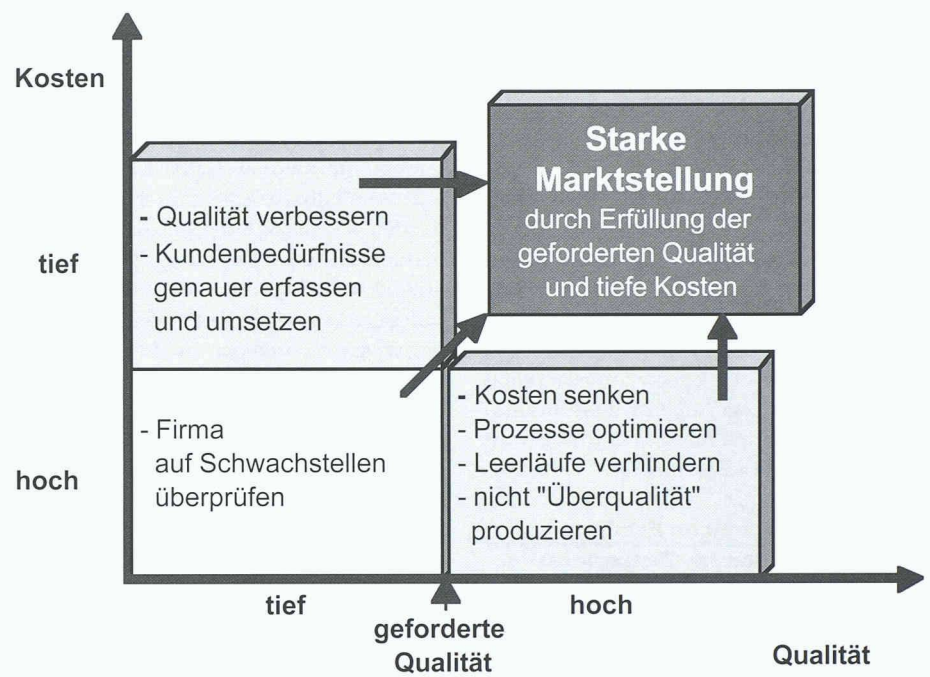 Kosten
Starke
Marktstellung
durch Erfüllung der
geforderten Qualität
und tiefe Kosten
tief
- Qualität verbessern
- Kundenbedürfnisse
genauer erfassen
und umsetzen
hoch
- Firma
auf Schwachstellen
überprüfen
- Kosten senken
- Prozesse optimieren
- Leerläufe verhindern
- nicht "Überqualität"
produzieren
tief
hoch
geforderte
Qualität
Qualität